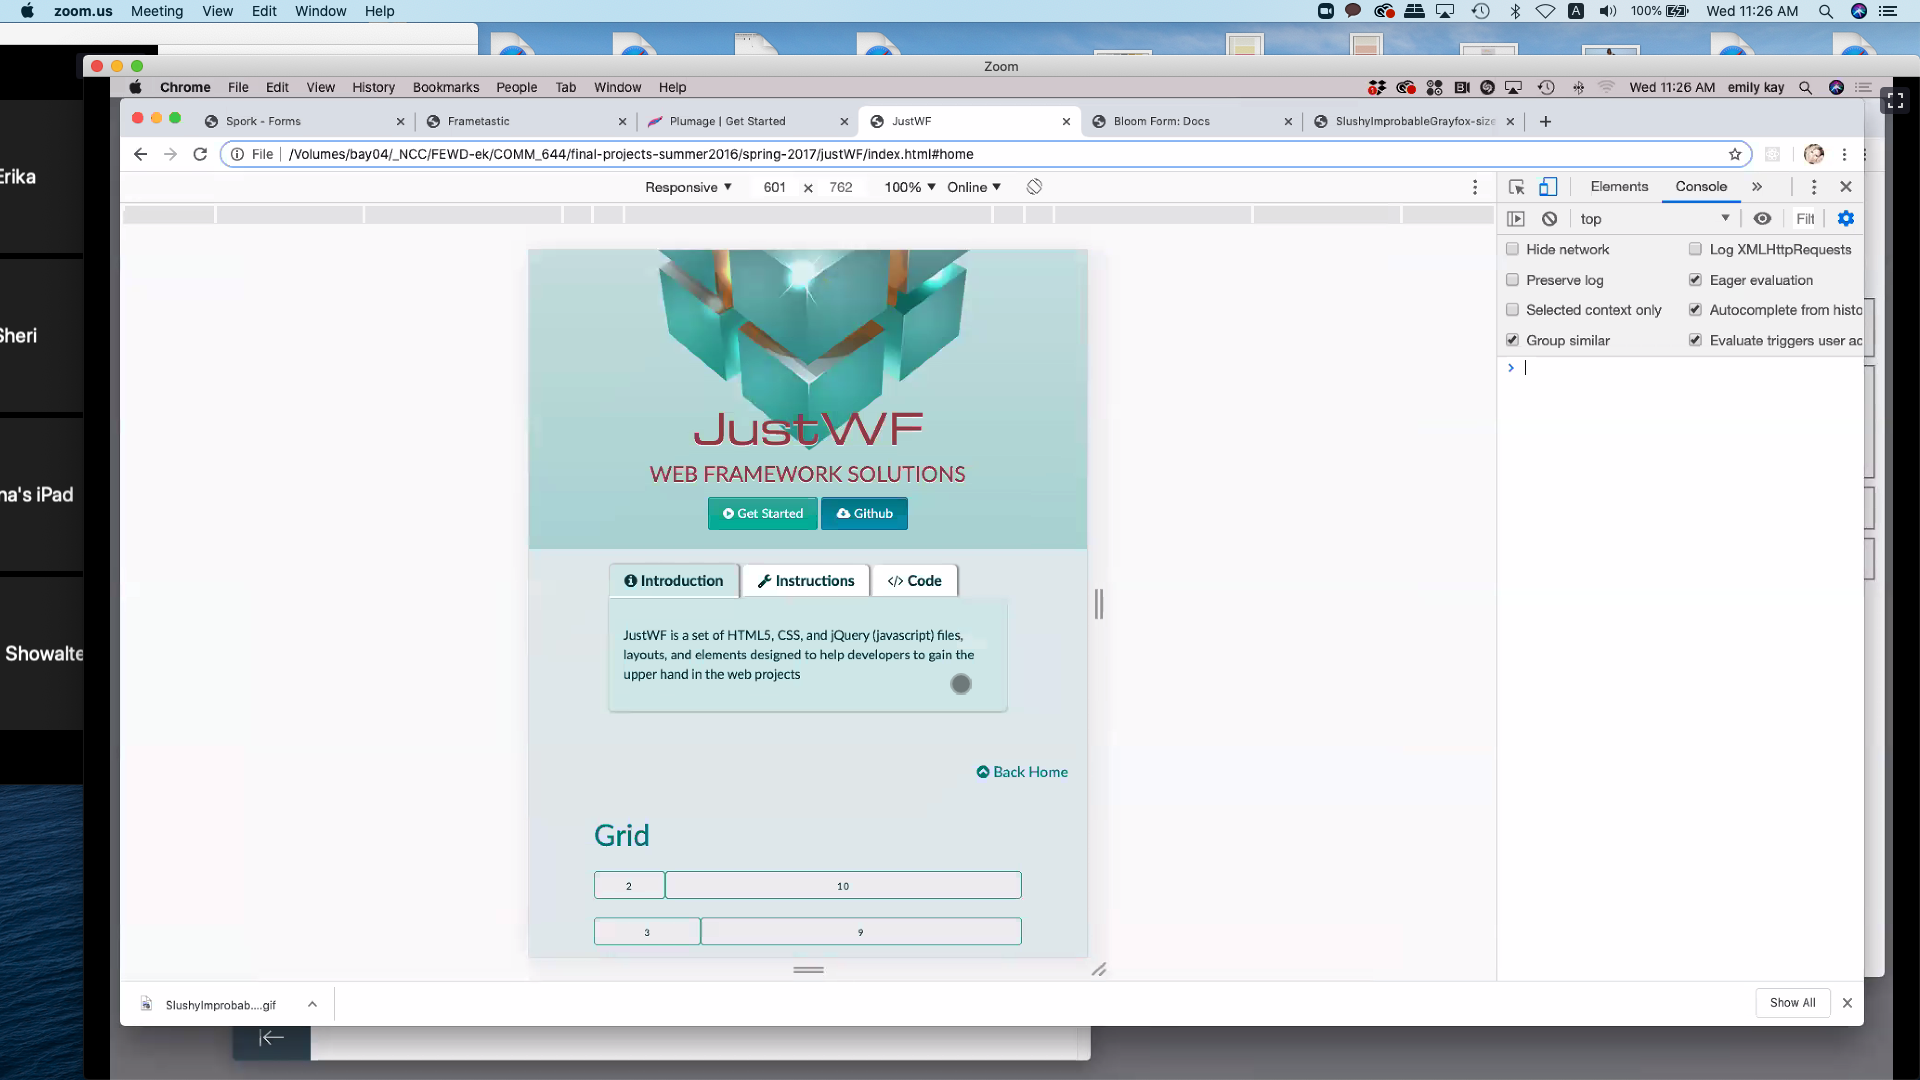 zoom.us Meeting View Edit Window Help 100% Wed 11:26 AM
Zoom
Chrome File Edit View History Bookmarks People Tab Window Help Wed 11:26 AM emily kay
Spork - Forms Frametastic Plumage | Get Started JustWF Bloom Form: Docs SlushyImprobableGrayfox-size
File /Volumes/bay04/_NCC/FEWD-ek/COMM_644/final-projects-summer2016/spring-2017/justWF/index.html#home
Responsive 601 × 762 100% Online
Elements Console
top Filt
Hide network Log XMLHttpRequests
Preserve log Eager evaluation
Selected context only Autocomplete from histo
Group similar Evaluate triggers user ac
Erika
Sheri
na's iPad
Showalte
JustWF
WEB FRAMEWORK SOLUTIONS
Get Started Github
Introduction Instructions </> Code
JustWF is a set of HTML5, CSS, and jQuery (javascript) files,
layouts, and elements designed to help developers to gain the
upper hand in the web projects
Back Home
Grid
2 10
3 9
SlushyImprobab....gif Show All